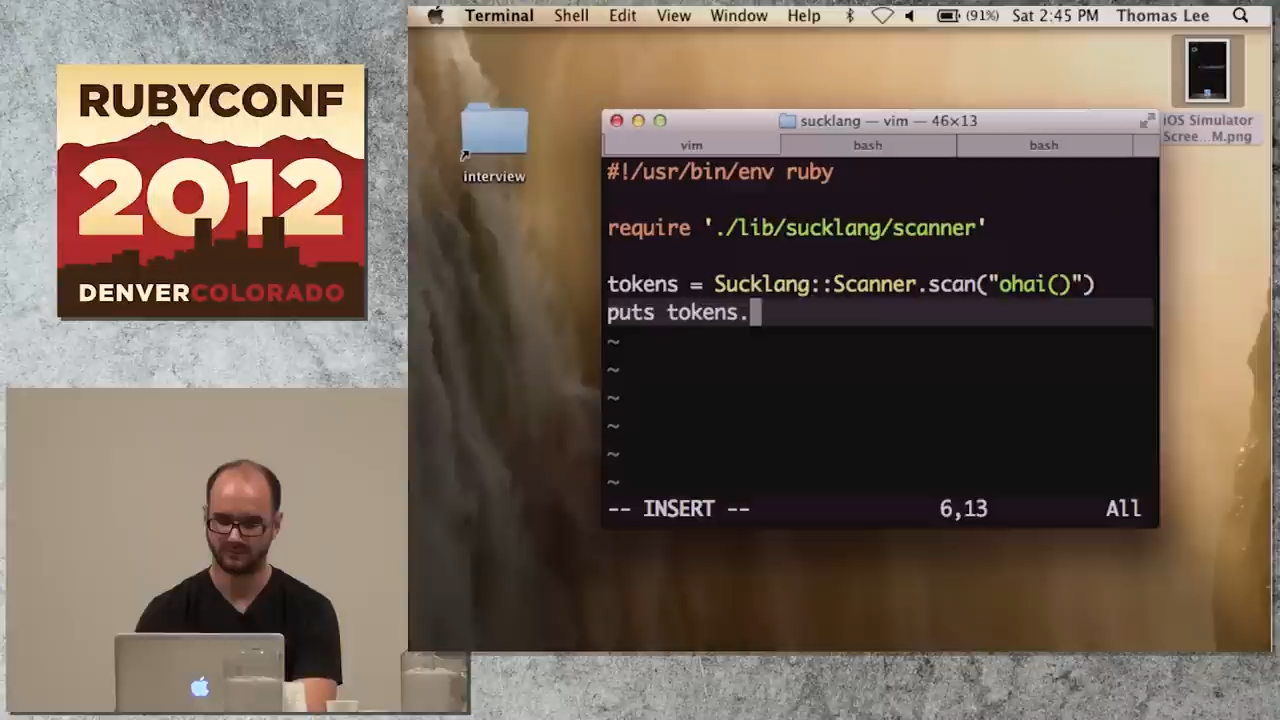 RUBYCONF
2012
DENVERCOLORADO
Terminal Shell Edit View Window Help (91%) Sat 2:45 PM Thomas Lee
interview
iOS Simulator
Scree...M.png
sucklang — vim — 46×13
vim bash bash
#!/usr/bin/env ruby
require './lib/sucklang/scanner'
tokens = Sucklang::Scanner.scan("ohai()")
puts tokens.
~
~
~
~
~
~
-- INSERT -- 6,13 All